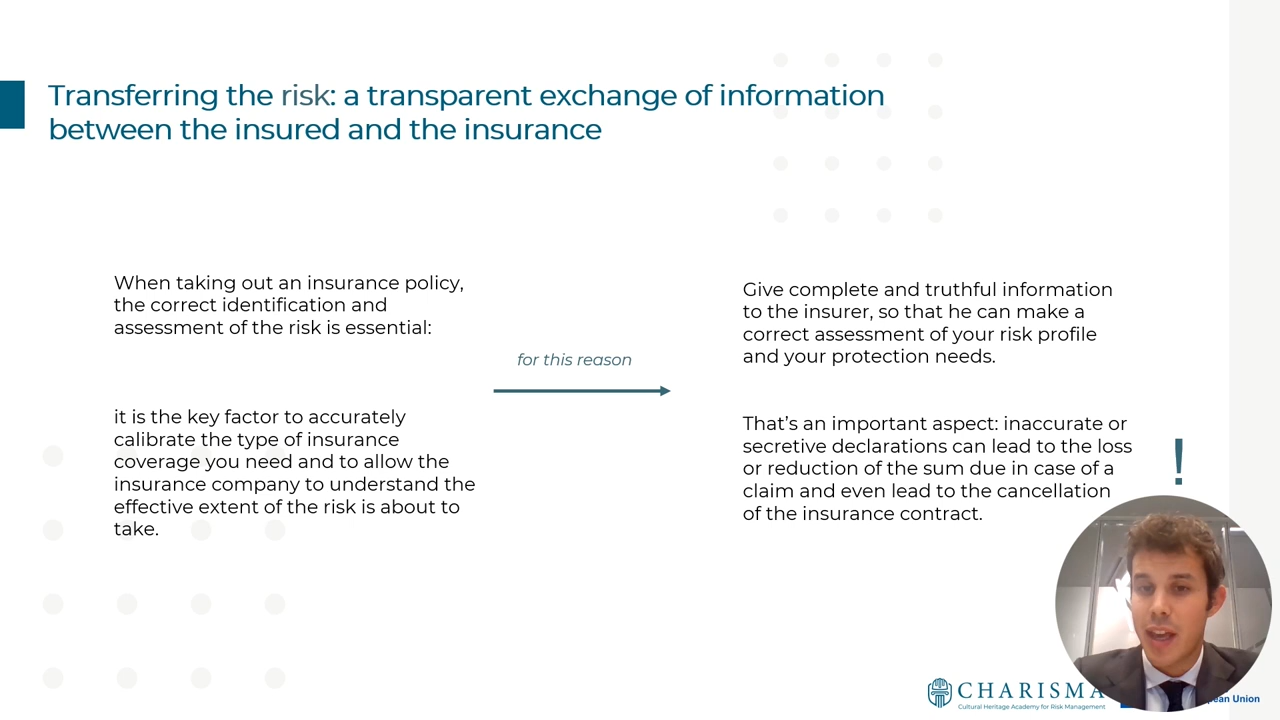 Transferring the risk: a transparent exchange of information
between the insured and the insurance
When taking out an insurance policy,
the correct identification and
assessment of the risk is essential:
it is the key factor to accurately
calibrate the type of insurance
coverage you need and to allow the
insurance company to understand the
effective extent of the risk is about to
take.
for this reason
Give complete and truthful information
to the insurer, so that he can make a
correct assessment of your risk profile
and your protection needs.
That’s an important aspect: inaccurate or
secretive declarations can lead to the loss
or reduction of the sum due in case of a
claim and even lead to the cancellation
of the insurance contract.
!
CHARISMA
Cultural Heritage Academy for Risk Management
Union